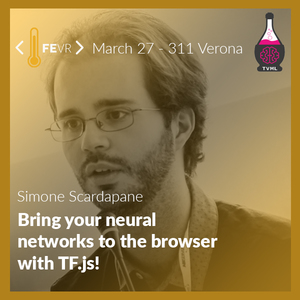 FEVR March 27 - 311 Verona
TVML
Simone Scardapane
Bring your neural
networks to the browser
with TF.js!